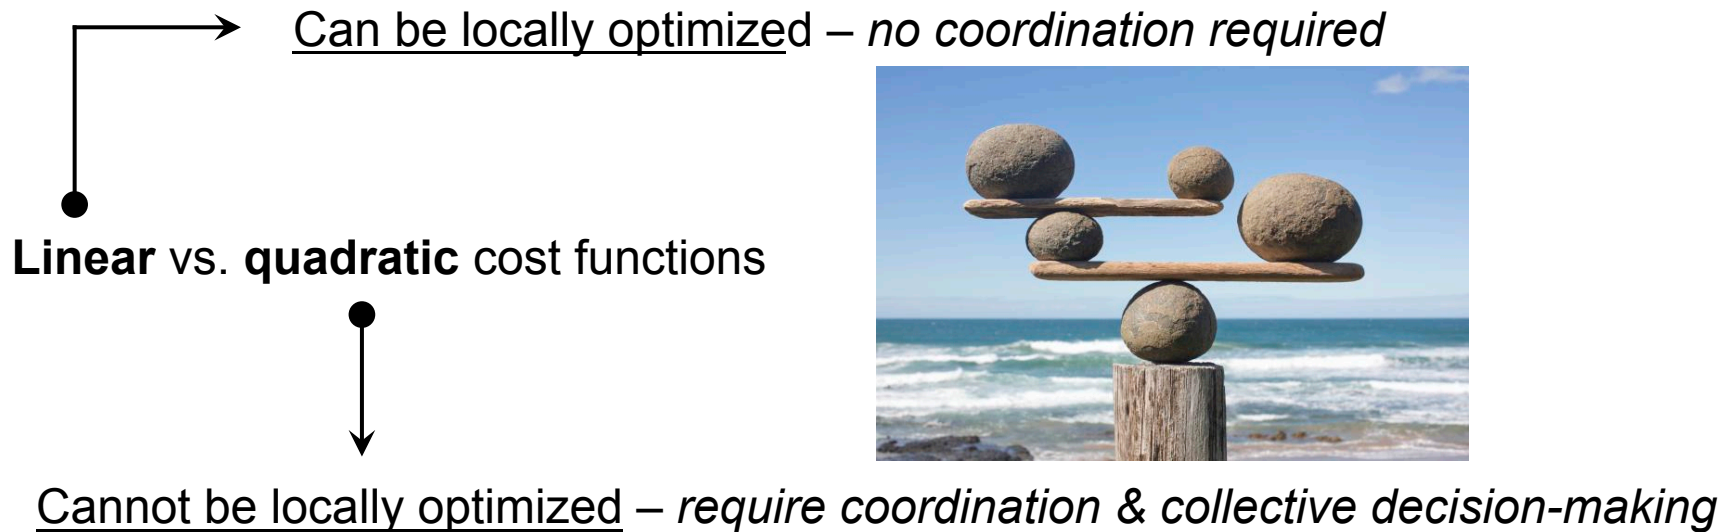 Can be locally optimized – no coordination required
Linear vs. quadratic cost functions
Cannot be locally optimized – require coordination & collective decision-making